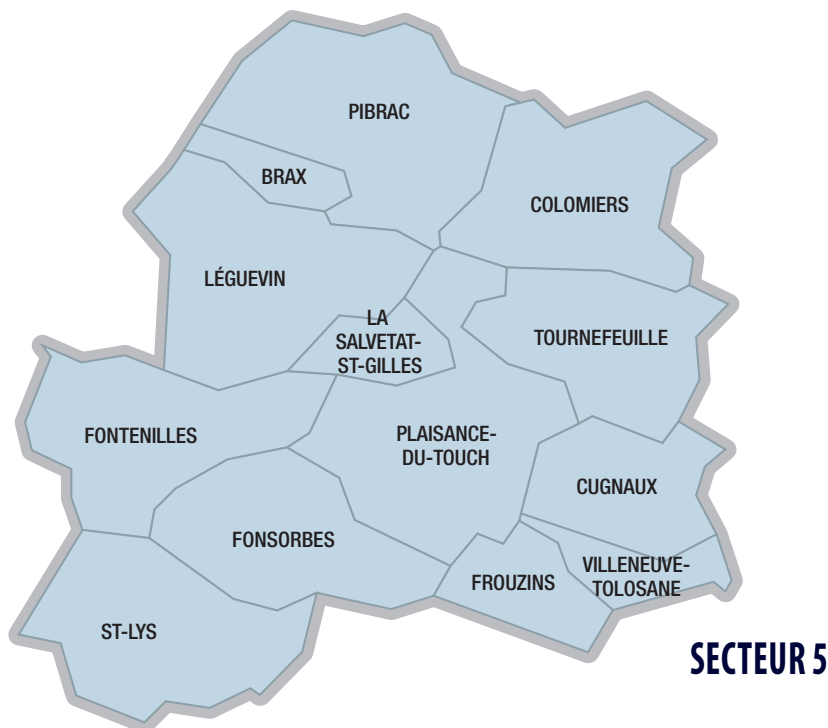 PIBRAC
BRAX
COLOMIERS
LÉGUEVIN
LA
SALVETAT-
ST-GILLES
TOURNEFEUILLE
FONTENILLES
PLAISANCE-
DU-TOUCH
CUGNAUX
FONSORBES
FROUZINS
VILLENEUVE-
TOLOSANE
ST-LYS
SECTEUR 5